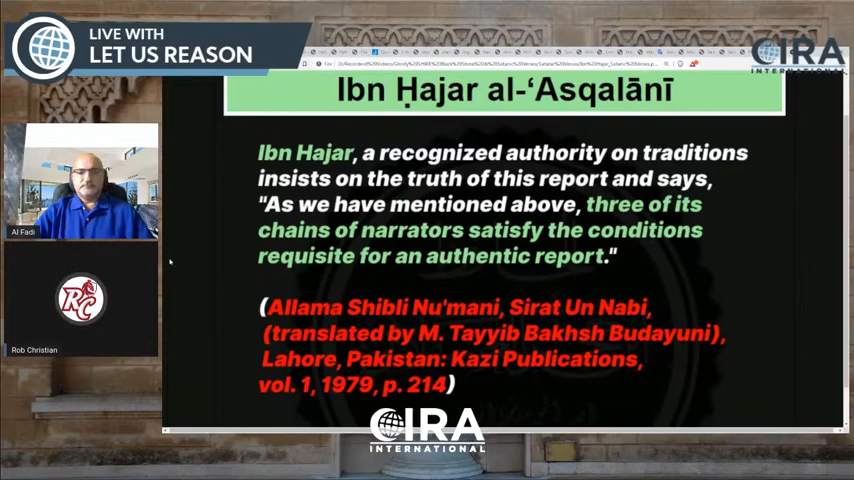 LIVE WITH
LET US REASON
CIRA
INTERNATIONAL
Ibn Ḥajar al-‘Asqalānī
Ibn Hajar, a recognized authority on traditions
insists on the truth of this report and says,
"As we have mentioned above, three of its
chains of narrators satisfy the conditions
requisite for an authentic report."
(Allama Shibli Nu'mani, Sirat Un Nabi,
(translated by M. Tayyib Bakhsh Budayuni),
Lahore, Pakistan: Kazi Publications,
vol. 1, 1979, p. 214)
Al Fadi
RC
Rob Christian
CIRA
INTERNATIONAL